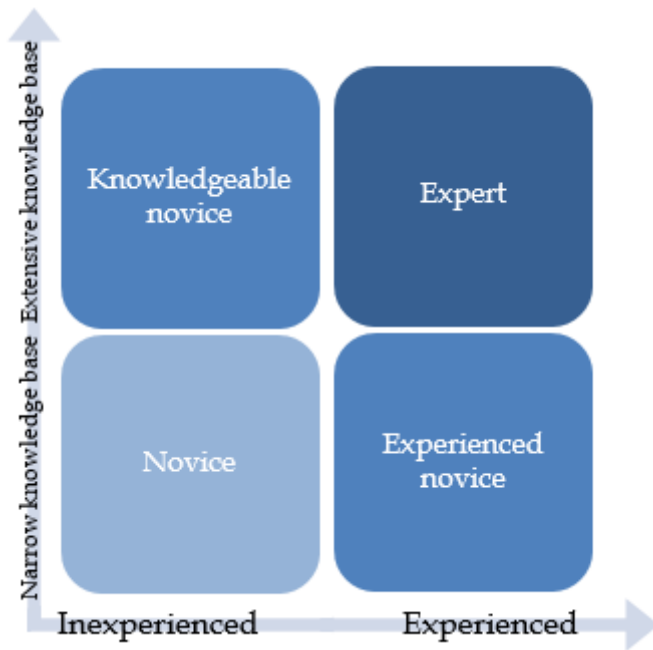 Extensive knowledge base
Narrow knowledge base
Knowledgeable
novice
Expert
Novice
Experienced
novice
Inexperienced
Experienced